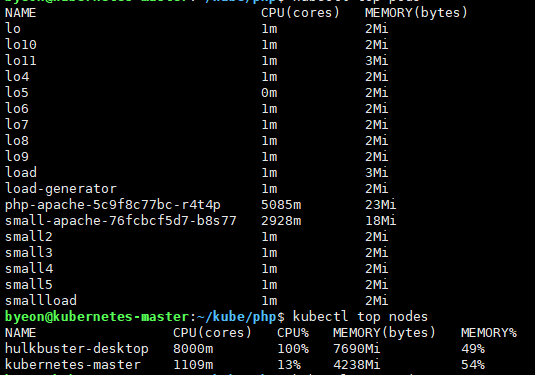 byeon@kubernetes-master:~/kube/php$ kubectl top pods
NAME CPU(cores) MEMORY(bytes)
lo 1m 2Mi
lo10 1m 2Mi
lo11 1m 3Mi
lo4 1m 2Mi
lo5 0m 2Mi
lo6 1m 2Mi
lo7 1m 2Mi
lo8 1m 2Mi
lo9 1m 2Mi
load 1m 3Mi
load-generator 1m 2Mi
php-apache-5c9f8c77bc-r4t4p 5085m 23Mi
small-apache-76fcbcf5d7-b8s77 2928m 18Mi
small2 1m 2Mi
small3 1m 2Mi
small4 1m 2Mi
small5 1m 2Mi
smallload 1m 2Mi
byeon@kubernetes-master:~/kube/php$ kubectl top nodes
NAME CPU(cores) CPU% MEMORY(bytes) MEMORY%
hulkbuster-desktop 8000m 100% 7690Mi 49%
kubernetes-master 1109m 13% 4238Mi 54%